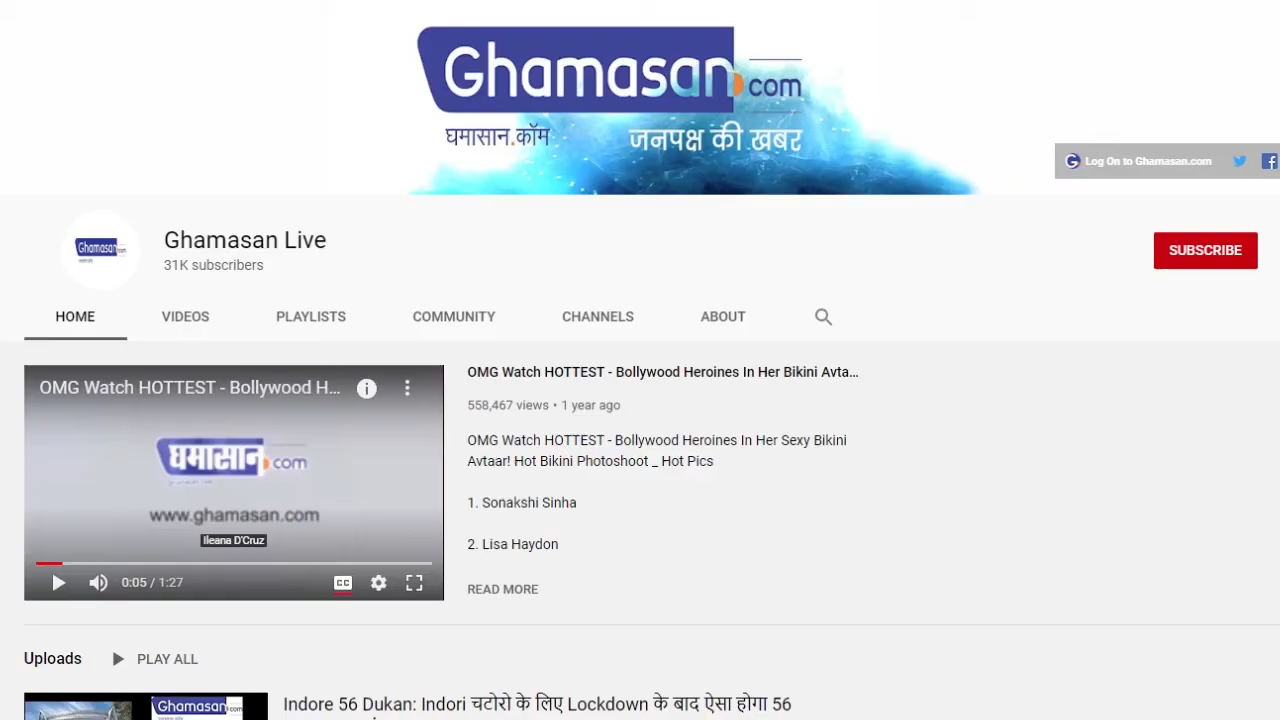 Ghamasan.com
घमासान.कॉम
जनपक्ष की खबर
Log On to Ghamasan.com
Ghamasan
Ghamasan Live
31K subscribers
SUBSCRIBE
HOME
VIDEOS
PLAYLISTS
COMMUNITY
CHANNELS
ABOUT
OMG Watch HOTTEST - Bollywood H...
घमासान.com
www.ghamasan.com
Ileana D'Cruz
0:05 / 1:27
CC
OMG Watch HOTTEST - Bollywood Heroines In Her Bikini Avta...
558,467 views • 1 year ago
OMG Watch HOTTEST - Bollywood Heroines In Her Sexy Bikini
Avtaar! Hot Bikini Photoshoot _ Hot Pics
1. Sonakshi Sinha
2. Lisa Haydon
READ MORE
Uploads
PLAY ALL
Ghamasan.com
Indore 56 Dukan: Indori चटोरो के लिए Lockdown के बाद ऐसा होगा 56